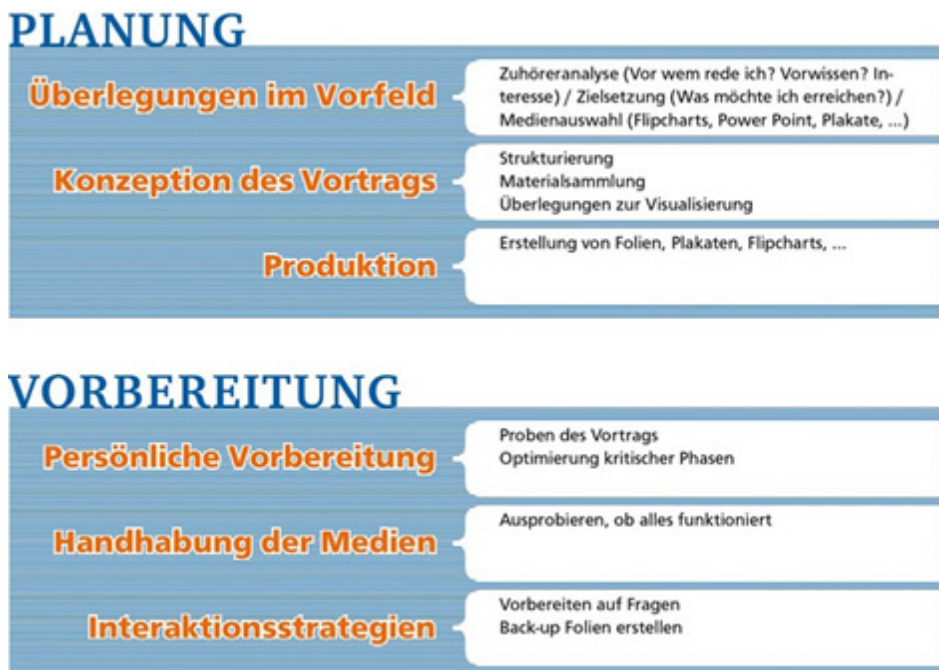 PLANUNG
Überlegungen im Vorfeld
Zuhöreranalyse (Vor wem rede ich? Vorwissen? In-
teresse) / Zielsetzung (Was möchte ich erreichen?) /
Medienauswahl (Flipcharts, Power Point, Plakate, ...)
Konzeption des Vortrags
Strukturierung
Materialsammlung
Überlegungen zur Visualisierung
Produktion
Erstellung von Folien, Plakaten, Flipcharts, ...
VORBEREITUNG
Persönliche Vorbereitung
Proben des Vortrags
Optimierung kritischer Phasen
Handhabung der Medien
Ausprobieren, ob alles funktioniert
Interaktionsstrategien
Vorbereiten auf Fragen
Back-up Folien erstellen